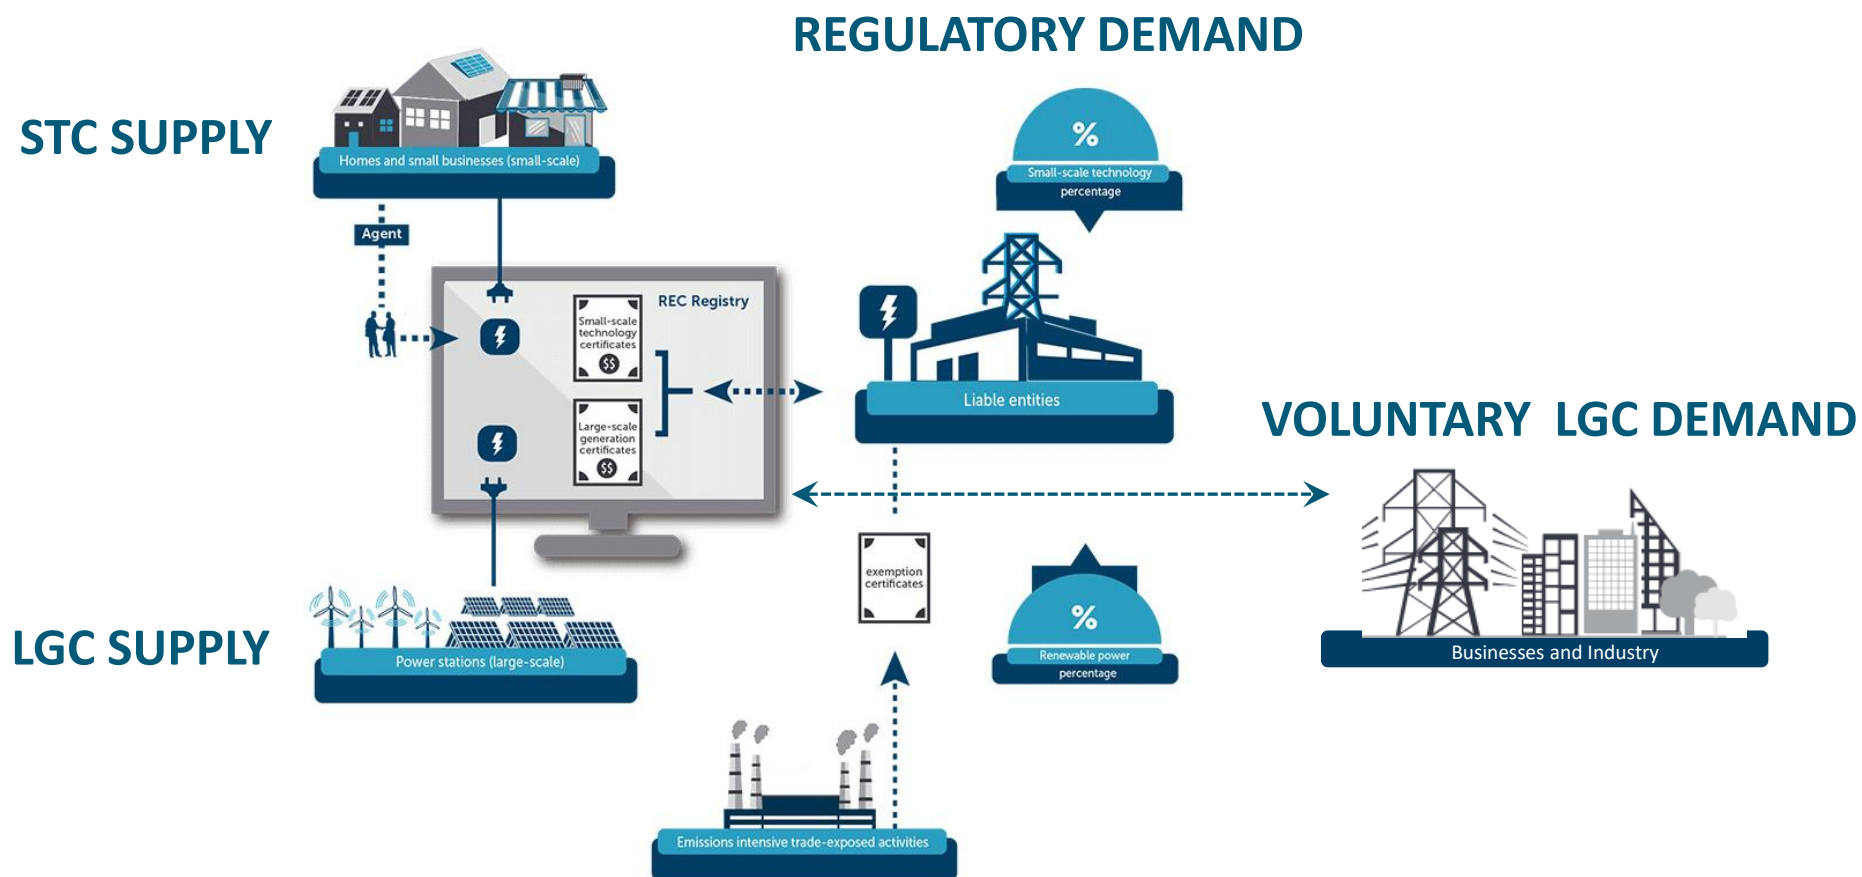 REGULATORY DEMAND
STC SUPPLY
Homes and small businesses (small-scale)
%
Small-scale technology
percentage
Agent
REC Registry
Small-scale
technology
certificates
$$
Large-scale
generation
certificates
$$
Liable entities
VOLUNTARY LGC DEMAND
exemption
certificates
%
Renewable power
percentage
Businesses and Industry
LGC SUPPLY
Power stations (large-scale)
Emissions intensive trade-exposed activities